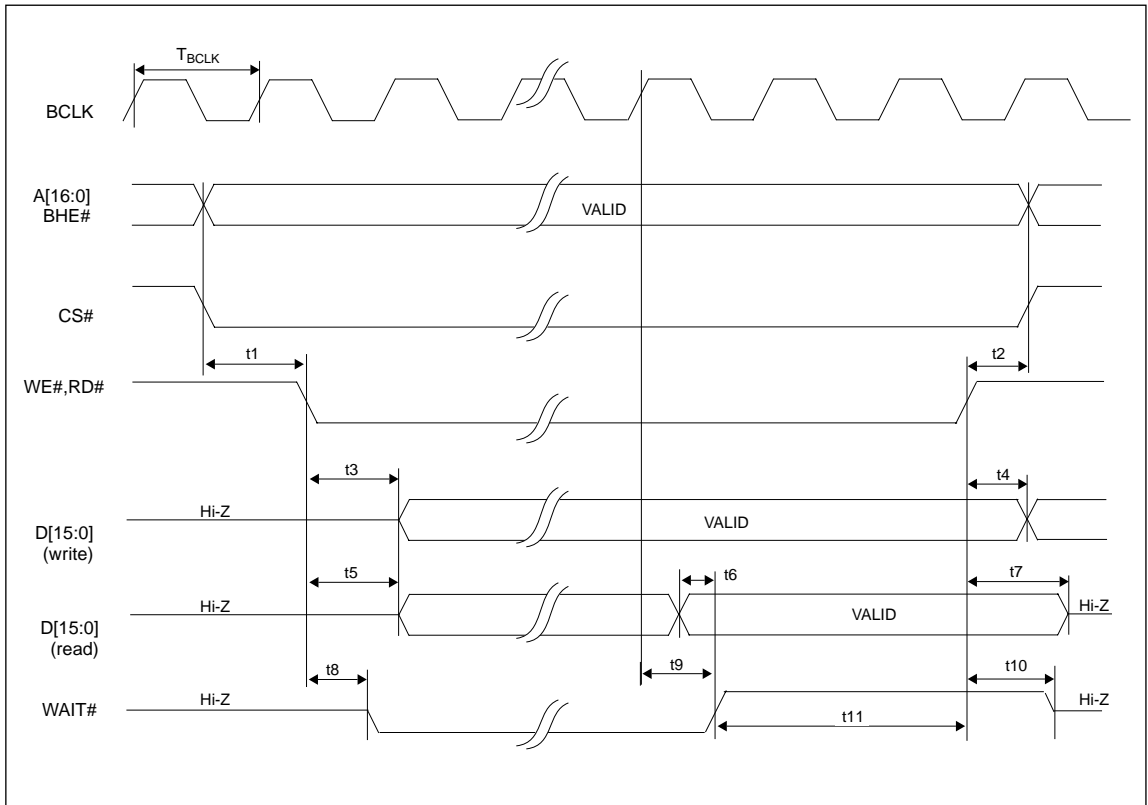 TBCLK
BCLK
A[16:0]
BHE#
VALID
CS#
t1
t2
WE#,RD#
t3
t4
Hi-Z
VALID
D[15:0]
(write)
t5
t6
t7
Hi-Z
VALID
Hi-Z
D[15:0]
(read)
t8
t9
t10
Hi-Z
Hi-Z
WAIT#
t11